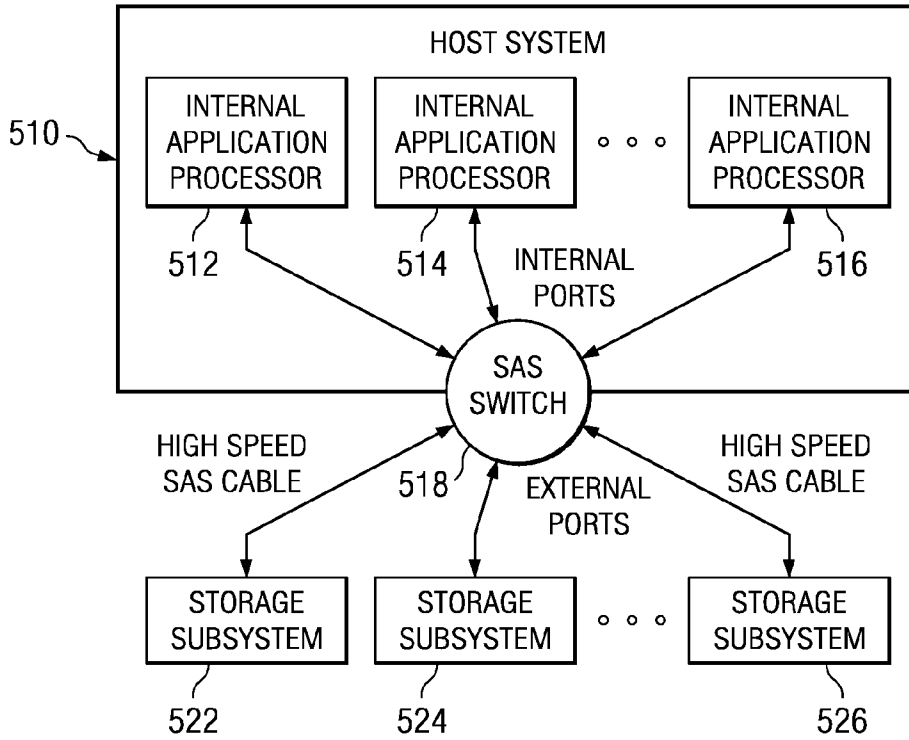 HOST SYSTEM
INTERNAL
APPLICATION
PROCESSOR
INTERNAL
APPLICATION
PROCESSOR
INTERNAL
APPLICATION
PROCESSOR
510
512
514
516
INTERNAL
PORTS
SAS
SWITCH
518
HIGH SPEED
SAS CABLE
EXTERNAL
PORTS
HIGH SPEED
SAS CABLE
STORAGE
SUBSYSTEM
STORAGE
SUBSYSTEM
STORAGE
SUBSYSTEM
522
524
526